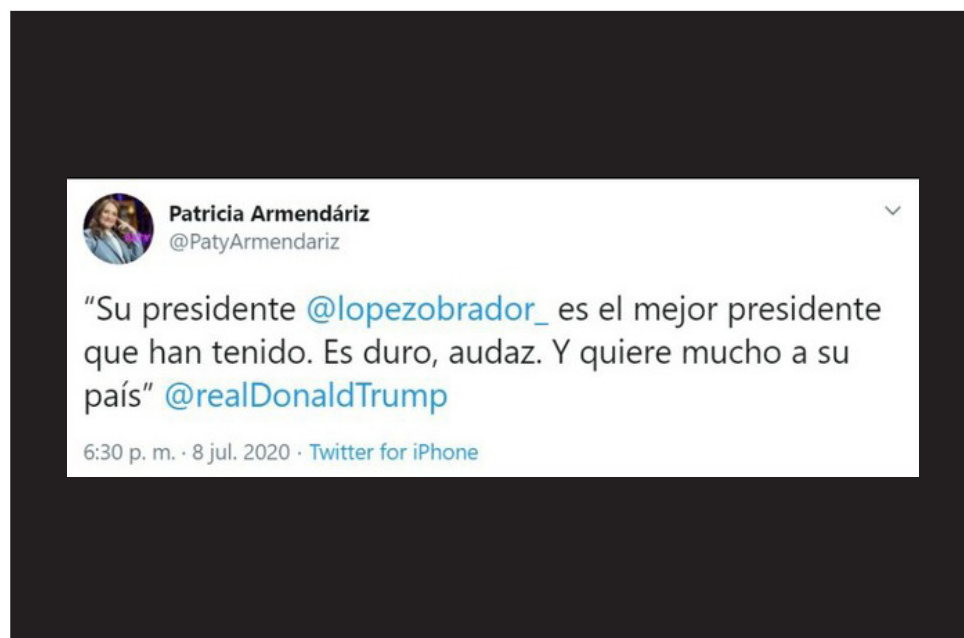 Patricia Armendáriz
@PatyArmendariz
“Su presidente @lopezobrador_ es el mejor presidente
que han tenido. Es duro, audaz. Y quiere mucho a su
país” @realDonaldTrump
6:30 p. m. · 8 jul. 2020 · Twitter for iPhone